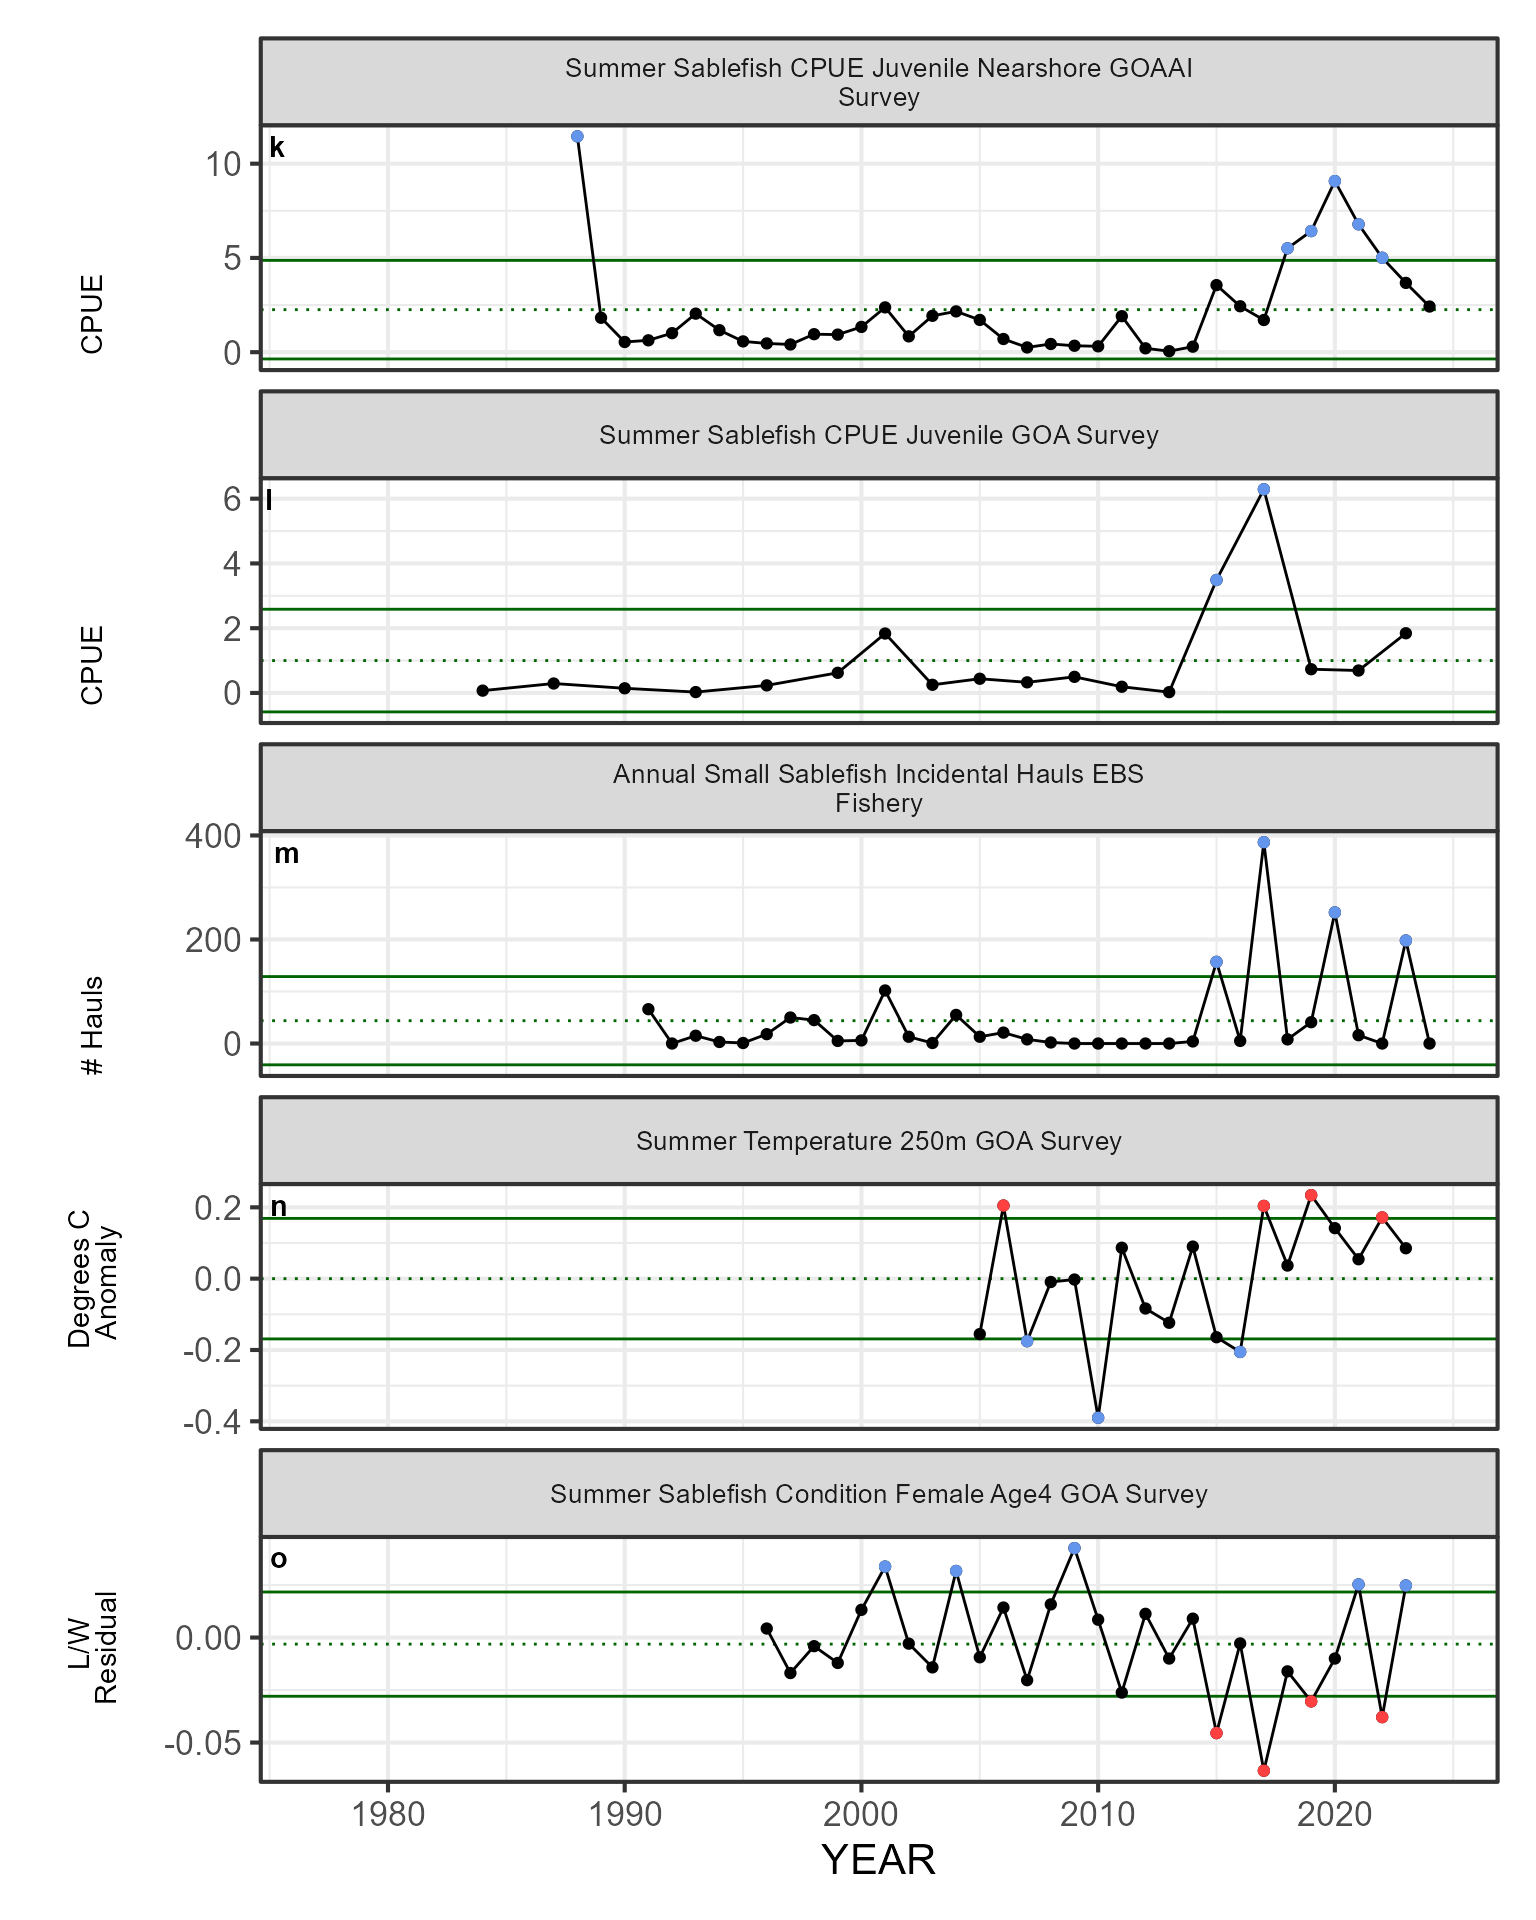 Summer Sablefish CPUE Juvenile Nearshore GOAAI
Survey
k
10
5
0
CPUE
Summer Sablefish CPUE Juvenile GOA Survey
l
6
4
2
0
CPUE
Annual Small Sablefish Incidental Hauls EBS
Fishery
m
400
200
0
# Hauls
Summer Temperature 250m GOA Survey
n
0.2
0.0
-0.2
-0.4
Degrees C
Anomaly
Summer Sablefish Condition Female Age4 GOA Survey
o
0.00
-0.05
L/W
Residual
1980 1990 2000 2010 2020
YEAR